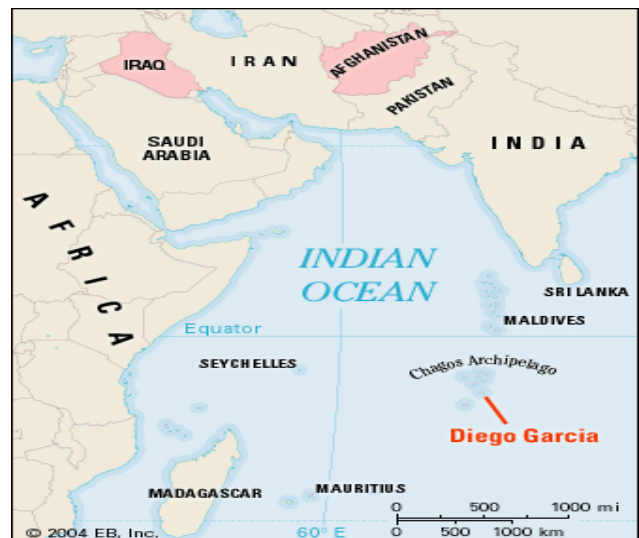 IRAQ
IRAN
AFGHANISTAN
PAKISTAN
SAUDI
ARABIA
INDIA
AFRICA
INDIAN
OCEAN
SRI LANKA
MALDIVES
Equator
SEYCHELLES
Chagos Archipelago
Diego Garcia
MADAGASCAR
MAURITIUS
0 500 1000 mi
0 500 1000 km
© 2004 EB, Inc.
60° E